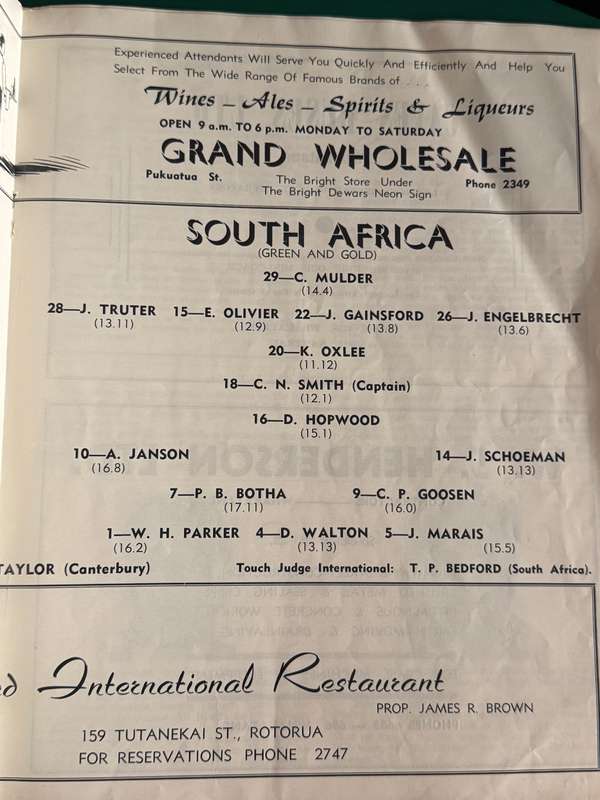 Experienced Attendants Will Serve You Quickly And Efficiently And Help You
Select From The Wide Range Of Famous Brands of . . . .
Wines – Ales – Spirits & Liqueurs
OPEN 9 a.m. TO 6 p.m. MONDAY TO SATURDAY
GRAND WHOLESALE
Pukuatua St. The Bright Store Under Phone 2349
The Bright Dewars Neon Sign
SOUTH AFRICA
(GREEN AND GOLD)
29—C. MULDER
(14.4)
28—J. TRUTER 15—E. OLIVIER 22—J. GAINSFORD 26—J. ENGELBRECHT
(13.11) (12.9) (13.8) (13.6)
20—K. OXLEE
(11.12)
18—C. N. SMITH (Captain)
(12.1)
16—D. HOPWOOD
(15.1)
10—A. JANSON 14—J. SCHOEMAN
(16.8) (13.13)
7—P. B. BOTHA 9—C. P. GOOSEN
(17.11) (16.0)
1—W. H. PARKER 4—D. WALTON 5—J. MARAIS
(16.2) (13.13) (15.5)
TAYLOR (Canterbury) Touch Judge International: T. P. BEDFORD (South Africa).
International Restaurant
PROP. JAMES R. BROWN
159 TUTANEKAI ST., ROTORUA
FOR RESERVATIONS PHONE 2747